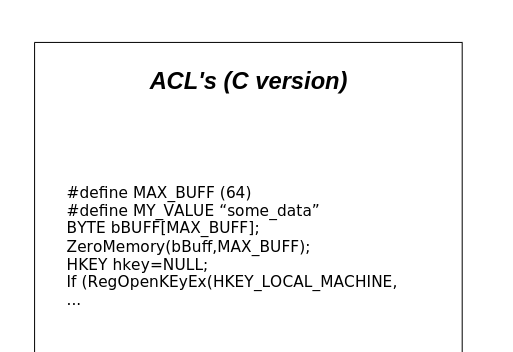 ACL's (C version)
#define MAX_BUFF (64)
#define MY_VALUE “some_data”
BYTE bBUFF[MAX_BUFF];
ZeroMemory(bBuff,MAX_BUFF);
HKEY hkey=NULL;
If (RegOpenKEyEx(HKEY_LOCAL_MACHINE,
...